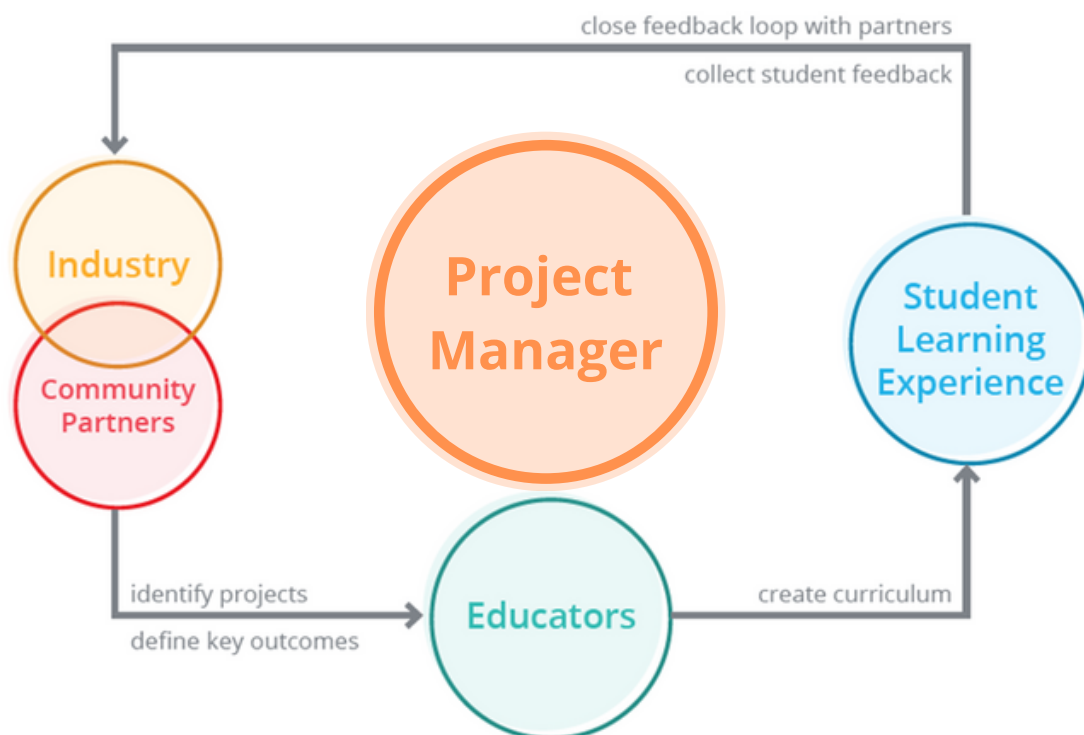 close feedback loop with partners
collect student feedback
Industry
Community
Partners
Project
Manager
Student
Learning
Experience
identify projects
define key outcomes
Educators
create curriculum